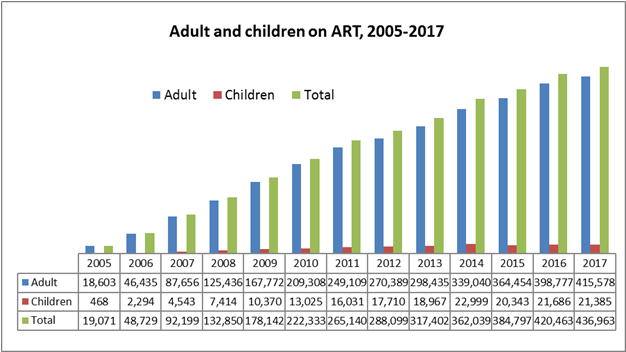 Adult and children on ART, 2005-2017
Adult Children Total
2005 2006 2007 2008 2009 2010 2011 2012 2013 2014 2015 2016 2017
Adult 18,603 46,435 87,656 125,436 167,772 209,308 249,109 270,389 298,435 339,040 364,454 398,777 415,578
Children 468 2,294 4,543 7,414 10,370 13,025 16,031 17,710 18,967 22,999 20,343 21,686 21,385
Total 19,071 48,729 92,199 132,850 178,142 222,333 265,140 288,099 317,402 362,039 384,797 420,463 436,963